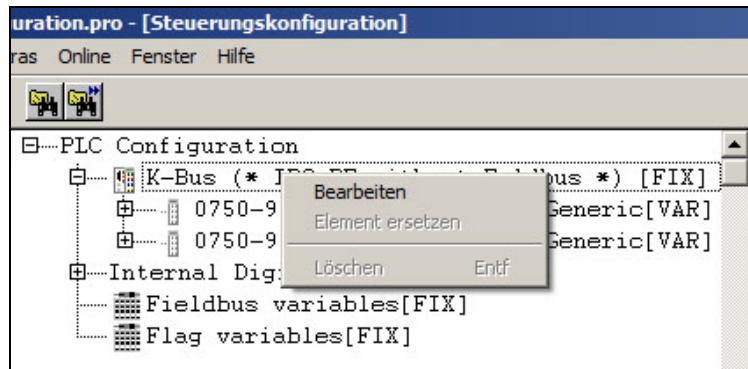 uration.pro - [Steuerungskonfiguration]
ras Online Fenster Hilfe
PLC Configuration
K-Bus (* bus *) [FIX]
Bearbeiten
0750-9 Generic[VAR]
Element ersetzen
0750-9 Generic[VAR]
Internal Dig
Löschen Entf
Fieldbus variables[FIX]
Flag variables[FIX]